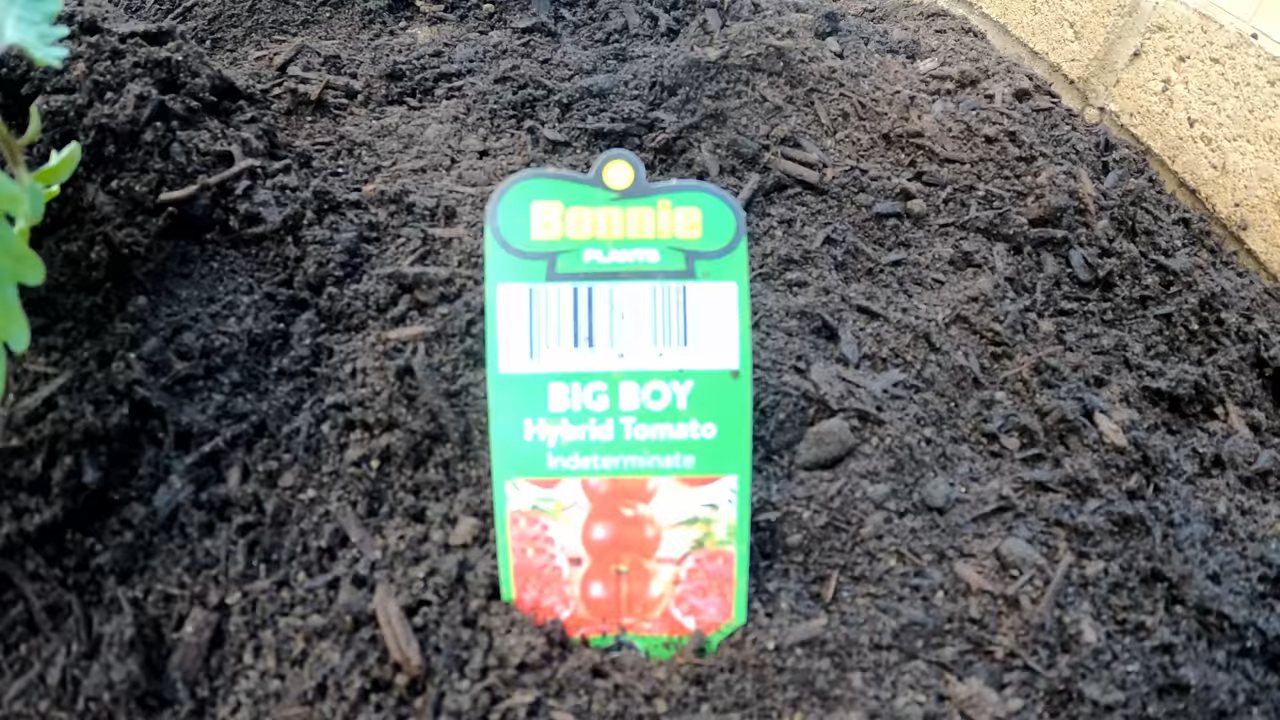 Bonnie
PLANTS
BIG BOY
Hybrid Tomato
Indeterminate